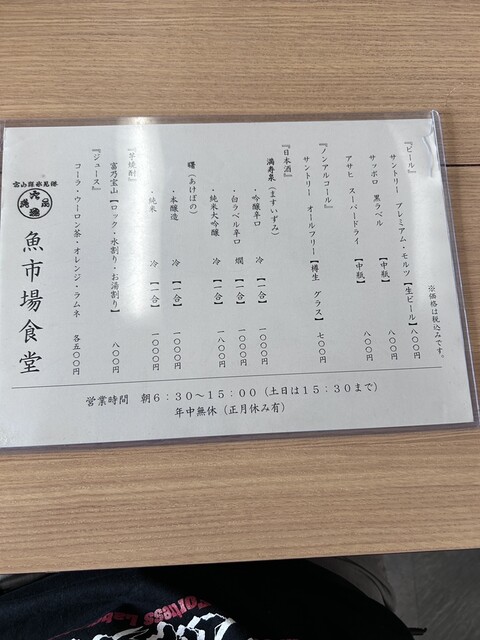 ※価格は税込みです。
『ビール』
サントリー プレミアム・モルツ【生ビール】八〇〇円
サッポロ 黒ラベル 【中瓶】 八〇〇円
アサヒ スーパードライ 【中瓶】 八〇〇円
『ノンアルコール』
サントリー オールフリー【樽生 グラス】 七〇〇円
『日本酒』
満寿泉(ますいずみ)
・吟醸辛口 冷 【一合】 一〇〇〇円
・白ラベル辛口 燗 【一合】 一〇〇〇円
・純米大吟醸 冷 【一合】 一八〇〇円
曙(あけぼの)
・本醸造 冷 【一合】 一〇〇〇円
・純米 冷 【一合】 一〇〇〇円
『芋焼酎』
富乃宝山【ロック・水割り・お湯割り】 八〇〇円
『ジュース』
コーラ・ウーロン茶・オレンジ・ラムネ 各五〇〇円
魚市場食堂
営業時間 朝6:30～15:00(土日は15:30まで)
年中無休(正月休み有)